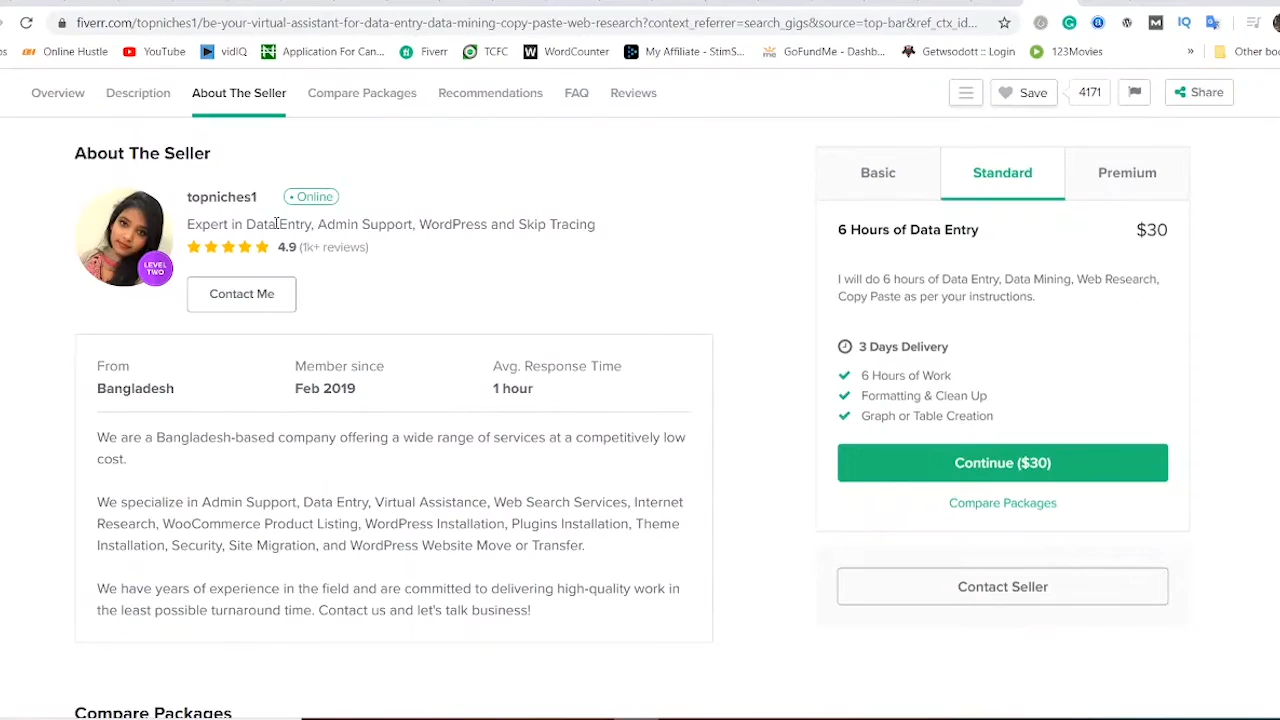 fiverr.com/topniches1/be-your-virtual-assistant-for-data-entry-data-mining-copy-paste-web-research?context_referrer=search_gigs&source=top-bar&ref_ctx_id...
Online Hustle YouTube vidIQ Application For Can... Fiverr TCFC WordCounter My Affiliate - StimS... GoFundMe - Dashb... Getwsodott :: Login 123Movies » Other boo
Overview Description About The Seller Compare Packages Recommendations FAQ Reviews Save 4171 Share
About The Seller
topniches1 • Online
Expert in Data Entry, Admin Support, WordPress and Skip Tracing
4.9 (1k+ reviews)
LEVEL
TWO
Contact Me
From Member since Avg. Response Time
Bangladesh Feb 2019 1 hour
We are a Bangladesh-based company offering a wide range of services at a competitively low
cost.
We specialize in Admin Support, Data Entry, Virtual Assistance, Web Search Services, Internet
Research, WooCommerce Product Listing, WordPress Installation, Plugins Installation, Theme
Installation, Security, Site Migration, and WordPress Website Move or Transfer.
We have years of experience in the field and are committed to delivering high-quality work in
the least possible turnaround time. Contact us and let's talk business!
Compare Packages
Basic Standard Premium
6 Hours of Data Entry $30
I will do 6 hours of Data Entry, Data Mining, Web Research,
Copy Paste as per your instructions.
3 Days Delivery
6 Hours of Work
Formatting & Clean Up
Graph or Table Creation
Continue ($30)
Compare Packages
Contact Seller